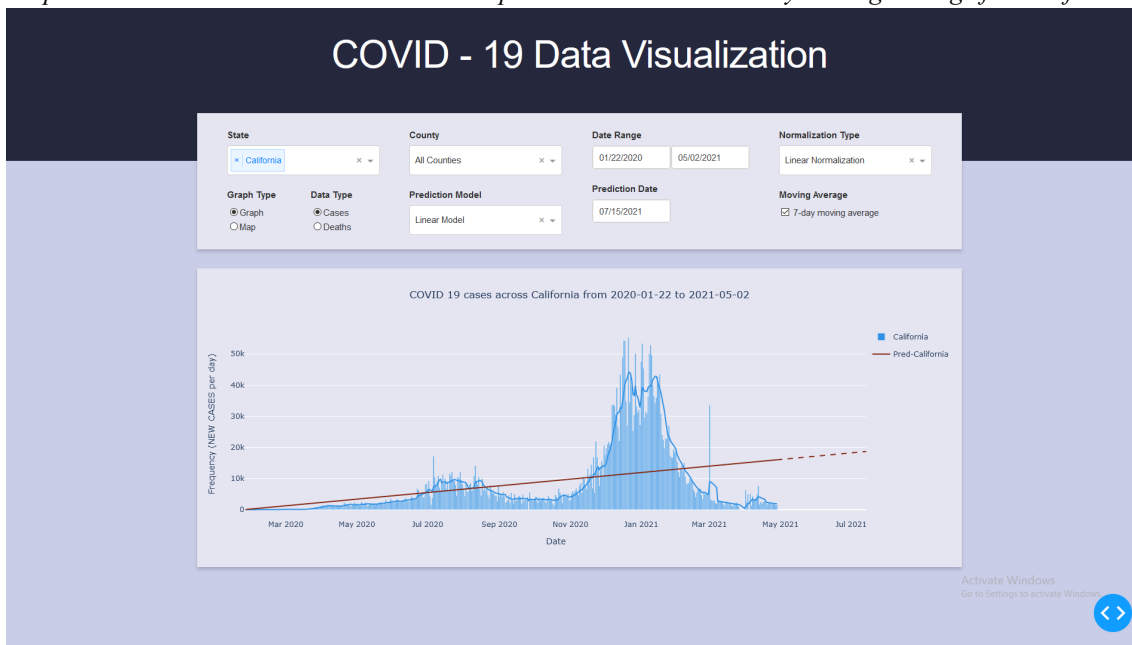 COVID - 19 Data Visualization
State
County
Date Range
Normalization Type
× California × 
All Counties ×
01/22/2020 05/02/2021
Linear Normalization ×
Graph Type
Data Type
Prediction Model
Prediction Date
Moving Average
Graph
Cases
Linear Model ×
07/15/2021
7-day moving average
Map
Deaths
COVID 19 cases across California from 2020-01-22 to 2021-05-02
California
Pred-California
Frequency (NEW CASES per day)
50k
40k
30k
20k
10k
0
Mar 2020 May 2020 Jul 2020 Sep 2020 Nov 2020 Jan 2021 Mar 2021 May 2021 Jul 2021
Date
Activate Windows
Go to Settings to activate Windows.